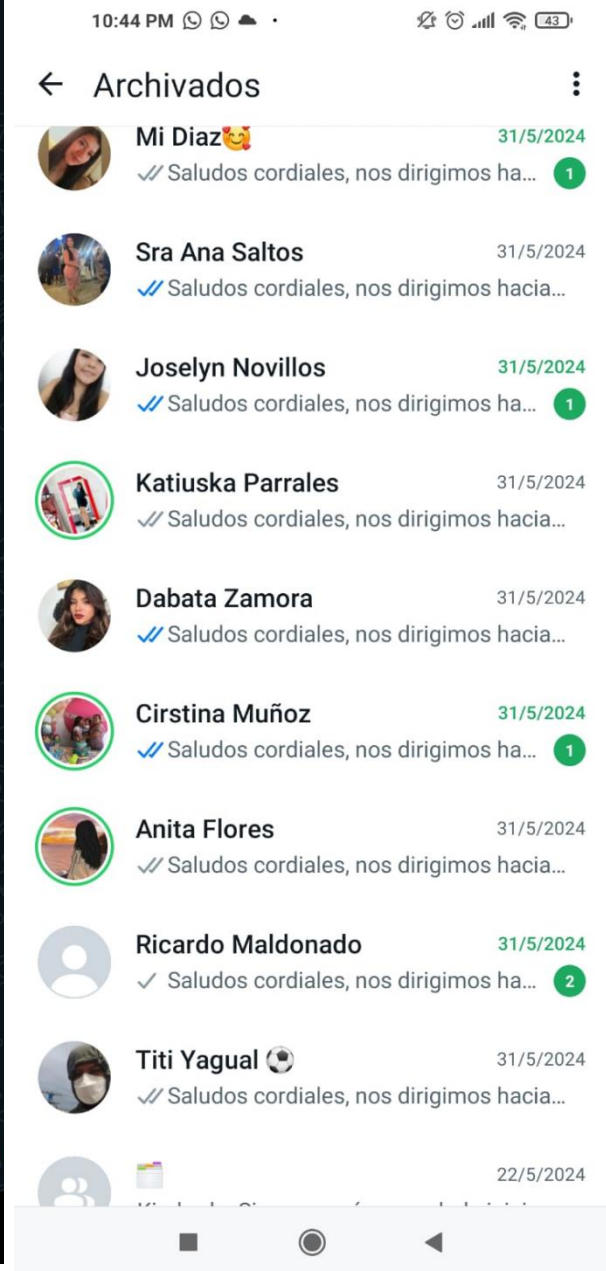 10:44 PM
43
Archivados
Mi Diaz🥰 31/5/2024
Saludos cordiales, nos dirigimos ha... 1
Sra Ana Saltos 31/5/2024
Saludos cordiales, nos dirigimos hacia...
Joselyn Novillos 31/5/2024
Saludos cordiales, nos dirigimos ha... 1
Katiuska Parrales 31/5/2024
Saludos cordiales, nos dirigimos hacia...
Dabata Zamora 31/5/2024
Saludos cordiales, nos dirigimos hacia...
Cirstina Muñoz 31/5/2024
Saludos cordiales, nos dirigimos ha... 1
Anita Flores 31/5/2024
Saludos cordiales, nos dirigimos hacia...
Ricardo Maldonado 31/5/2024
Saludos cordiales, nos dirigimos ha... 2
Titi Yagual ⚽ 31/5/2024
Saludos cordiales, nos dirigimos hacia...
🗂️ 22/5/2024